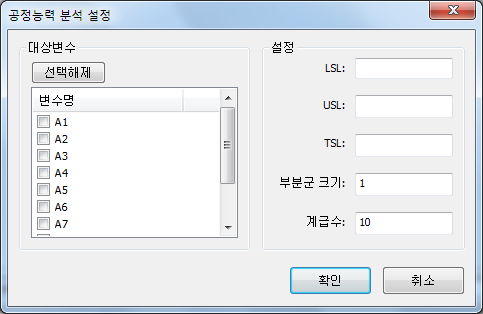 공정능력 분석 설정
대상변수
선택해제
변수명
A1
A2
A3
A4
A5
A6
A7
설정
LSL:
USL:
TSL:
부분군 크기: 1
계급수: 10
확인
취소